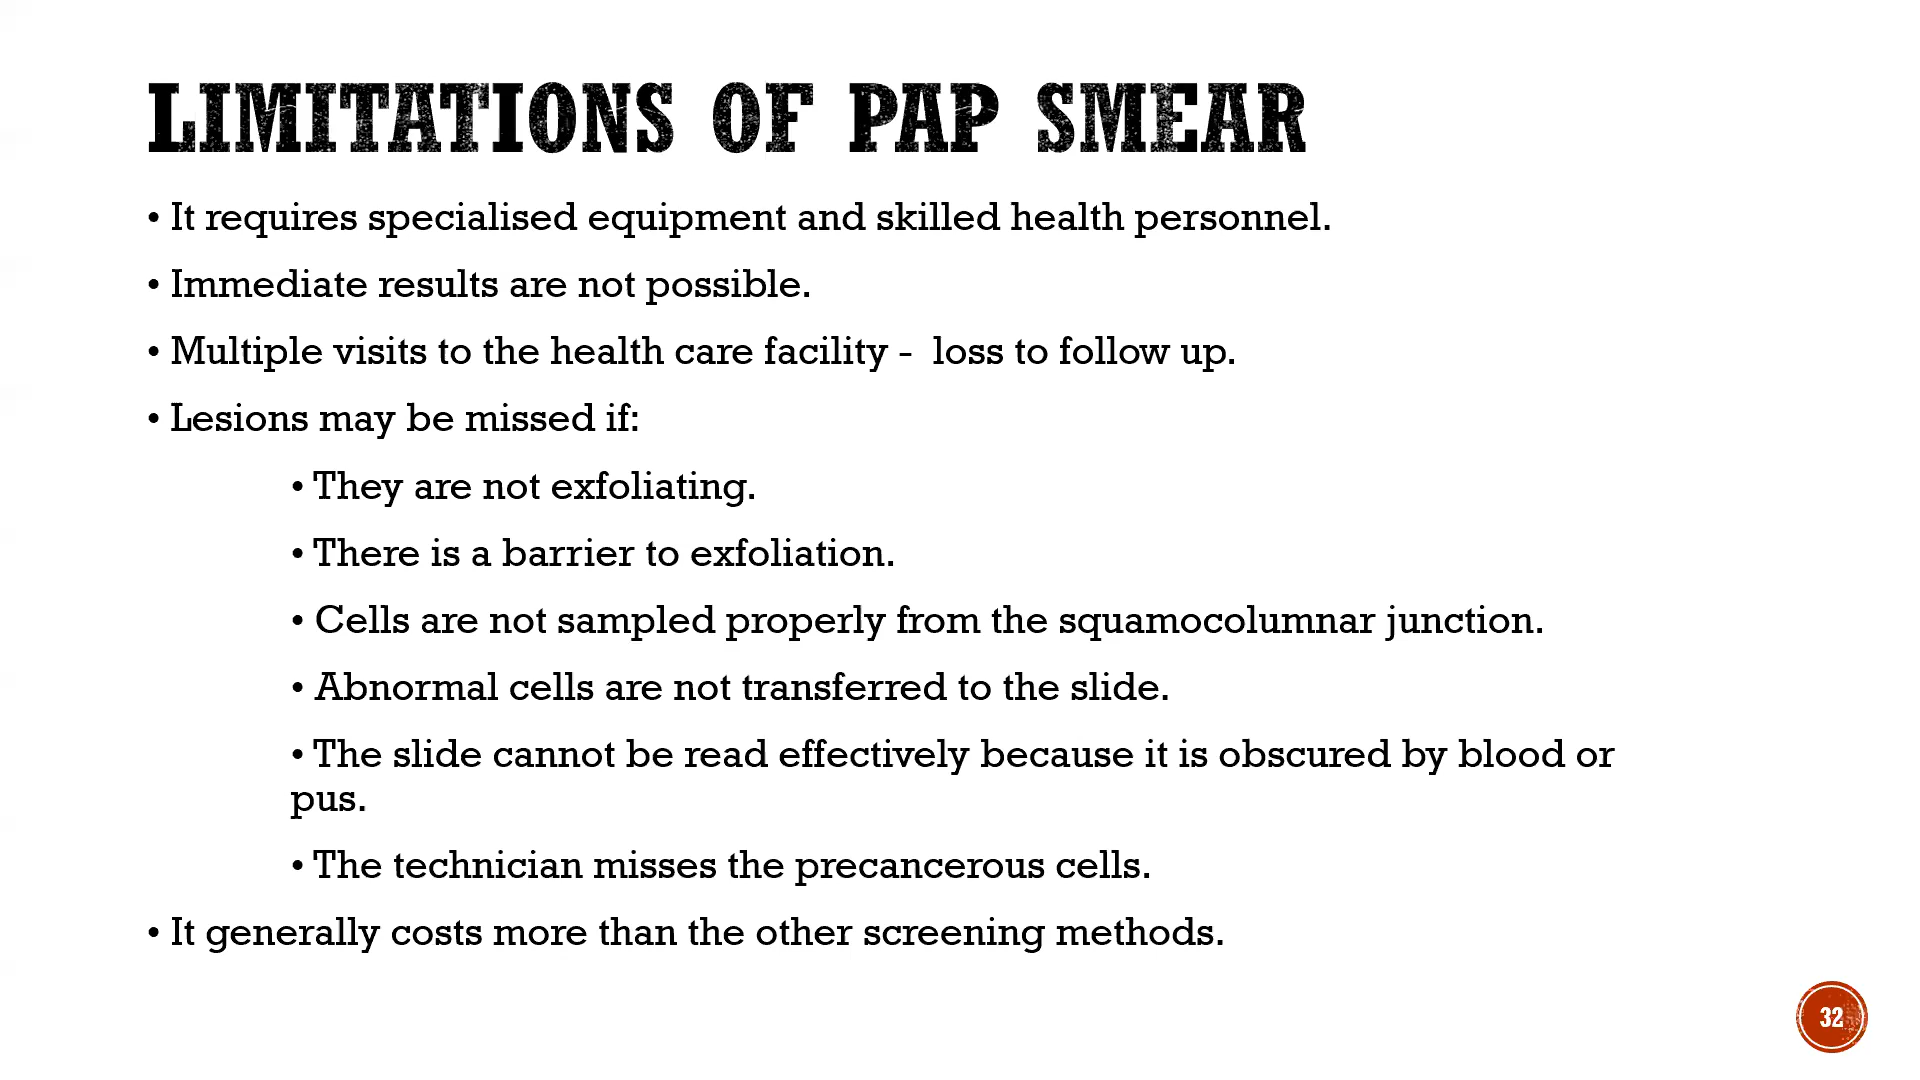 LIMITATIONS OF PAP SMEAR
• It requires specialised equipment and skilled health personnel.
• Immediate results are not possible.
• Multiple visits to the health care facility -  loss to follow up.
• Lesions may be missed if:
• They are not exfoliating.
• There is a barrier to exfoliation.
• Cells are not sampled properly from the squamocolumnar junction.
• Abnormal cells are not transferred to the slide.
• The slide cannot be read effectively because it is obscured by blood or
pus.
• The technician misses the precancerous cells.
• It generally costs more than the other screening methods.
32